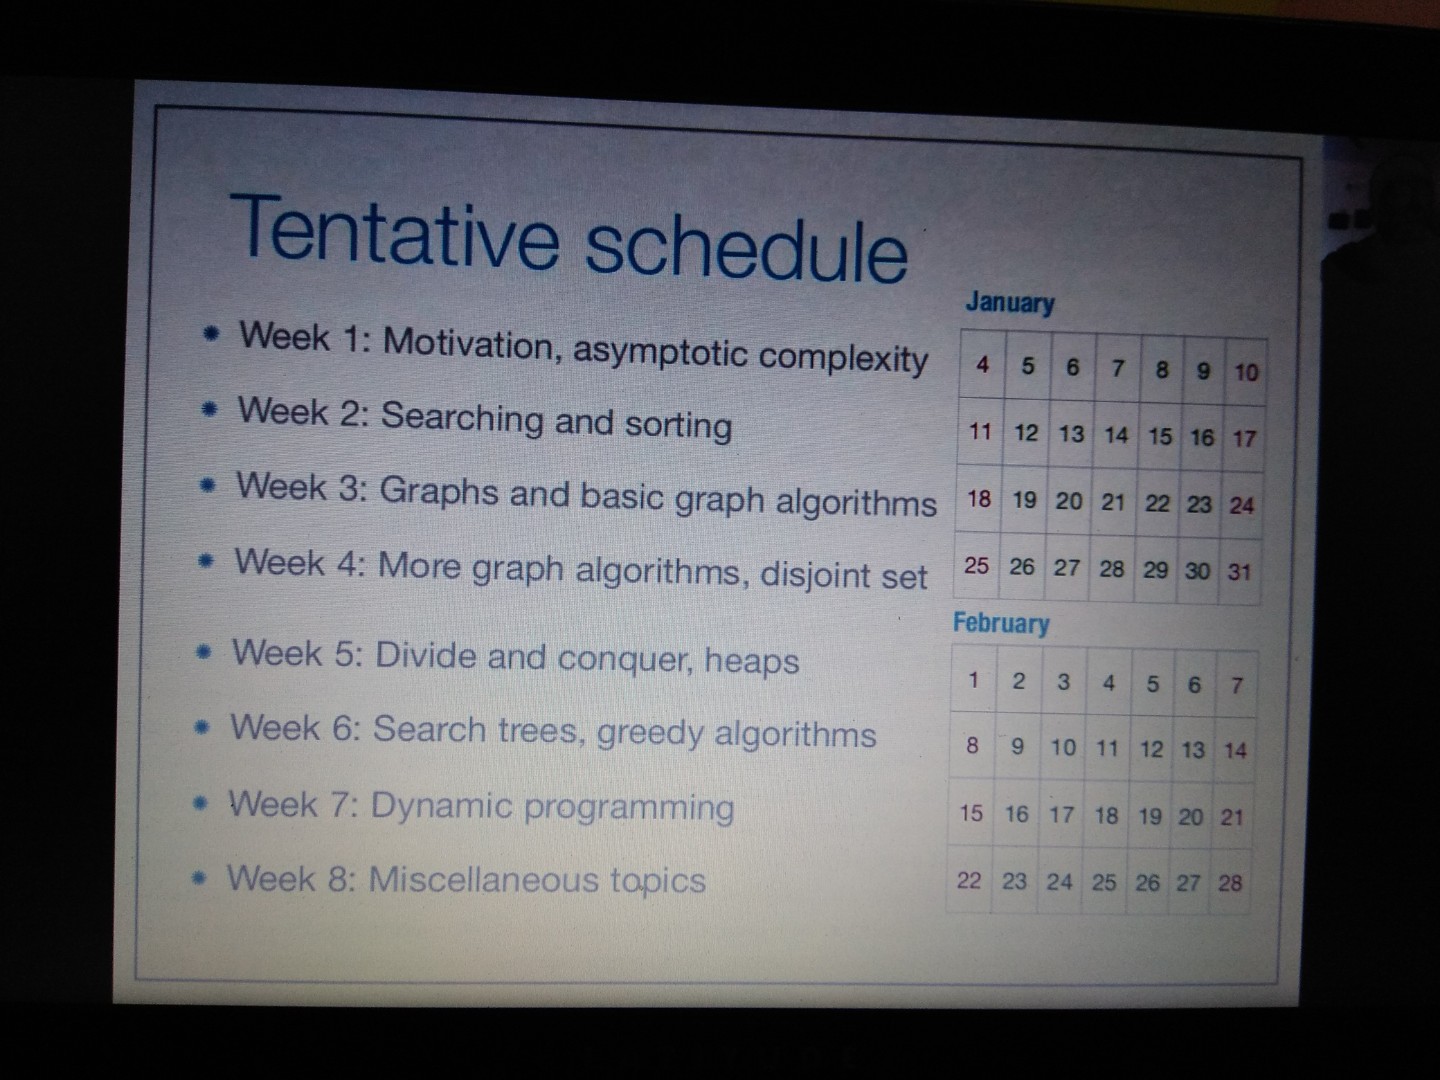 Tentative schedule
Week 1: Motivation, asymptotic complexity
Week 2: Searching and sorting
Week 3: Graphs and basic graph algorithms
Week 4: More graph algorithms, disjoint set
Week 5: Divide and conquer, heaps
Week 6: Search trees, greedy algorithms
Week 7: Dynamic programming
Week 8: Miscellaneous topics
January
4 5 6 7 8 9 10
11 12 13 14 15 16 17
18 19 20 21 22 23 24
25 26 27 28 29 30 31
February
1 2 3 4 5 6 7
8 9 10 11 12 13 14
15 16 17 18 19 20 21
22 23 24 25 26 27 28